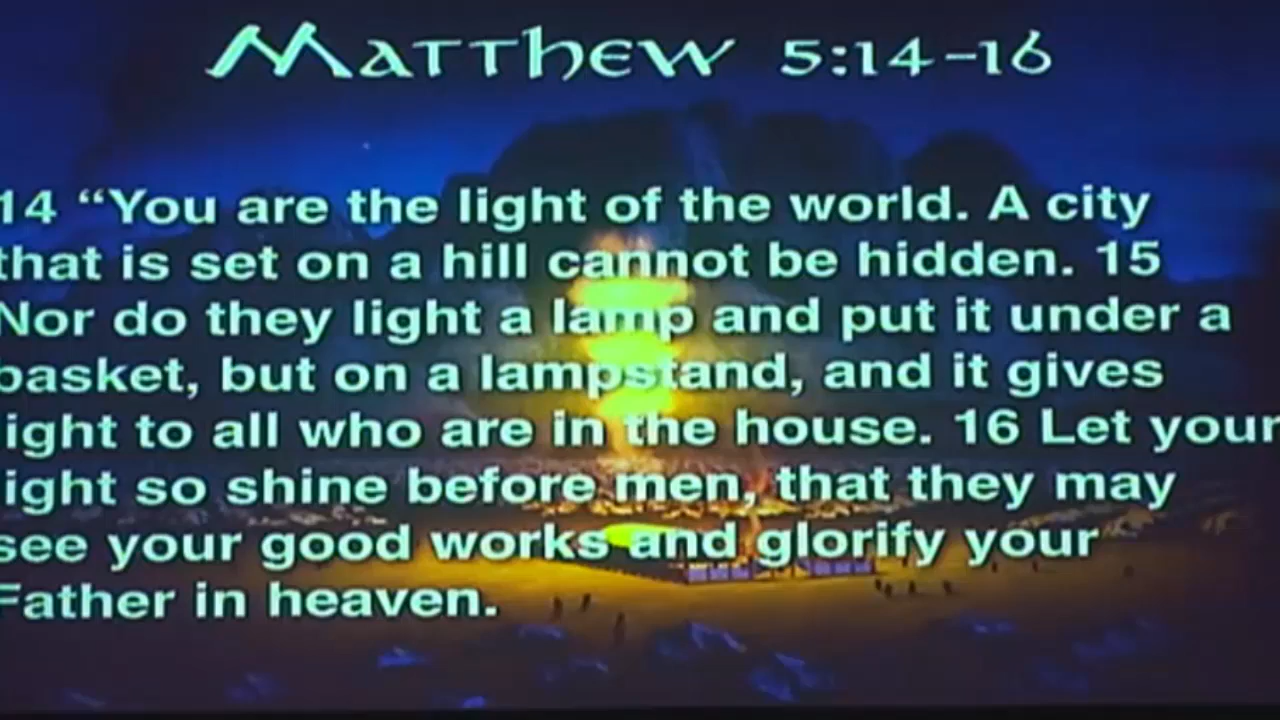 Matthew 5:14-16
14 “You are the light of the world. A city
that is set on a hill cannot be hidden. 15
Nor do they light a lamp and put it under a
basket, but on a lampstand, and it gives
ight to all who are in the house. 16 Let your
ight so shine before men, that they may
see your good works and glorify your
Father in heaven.